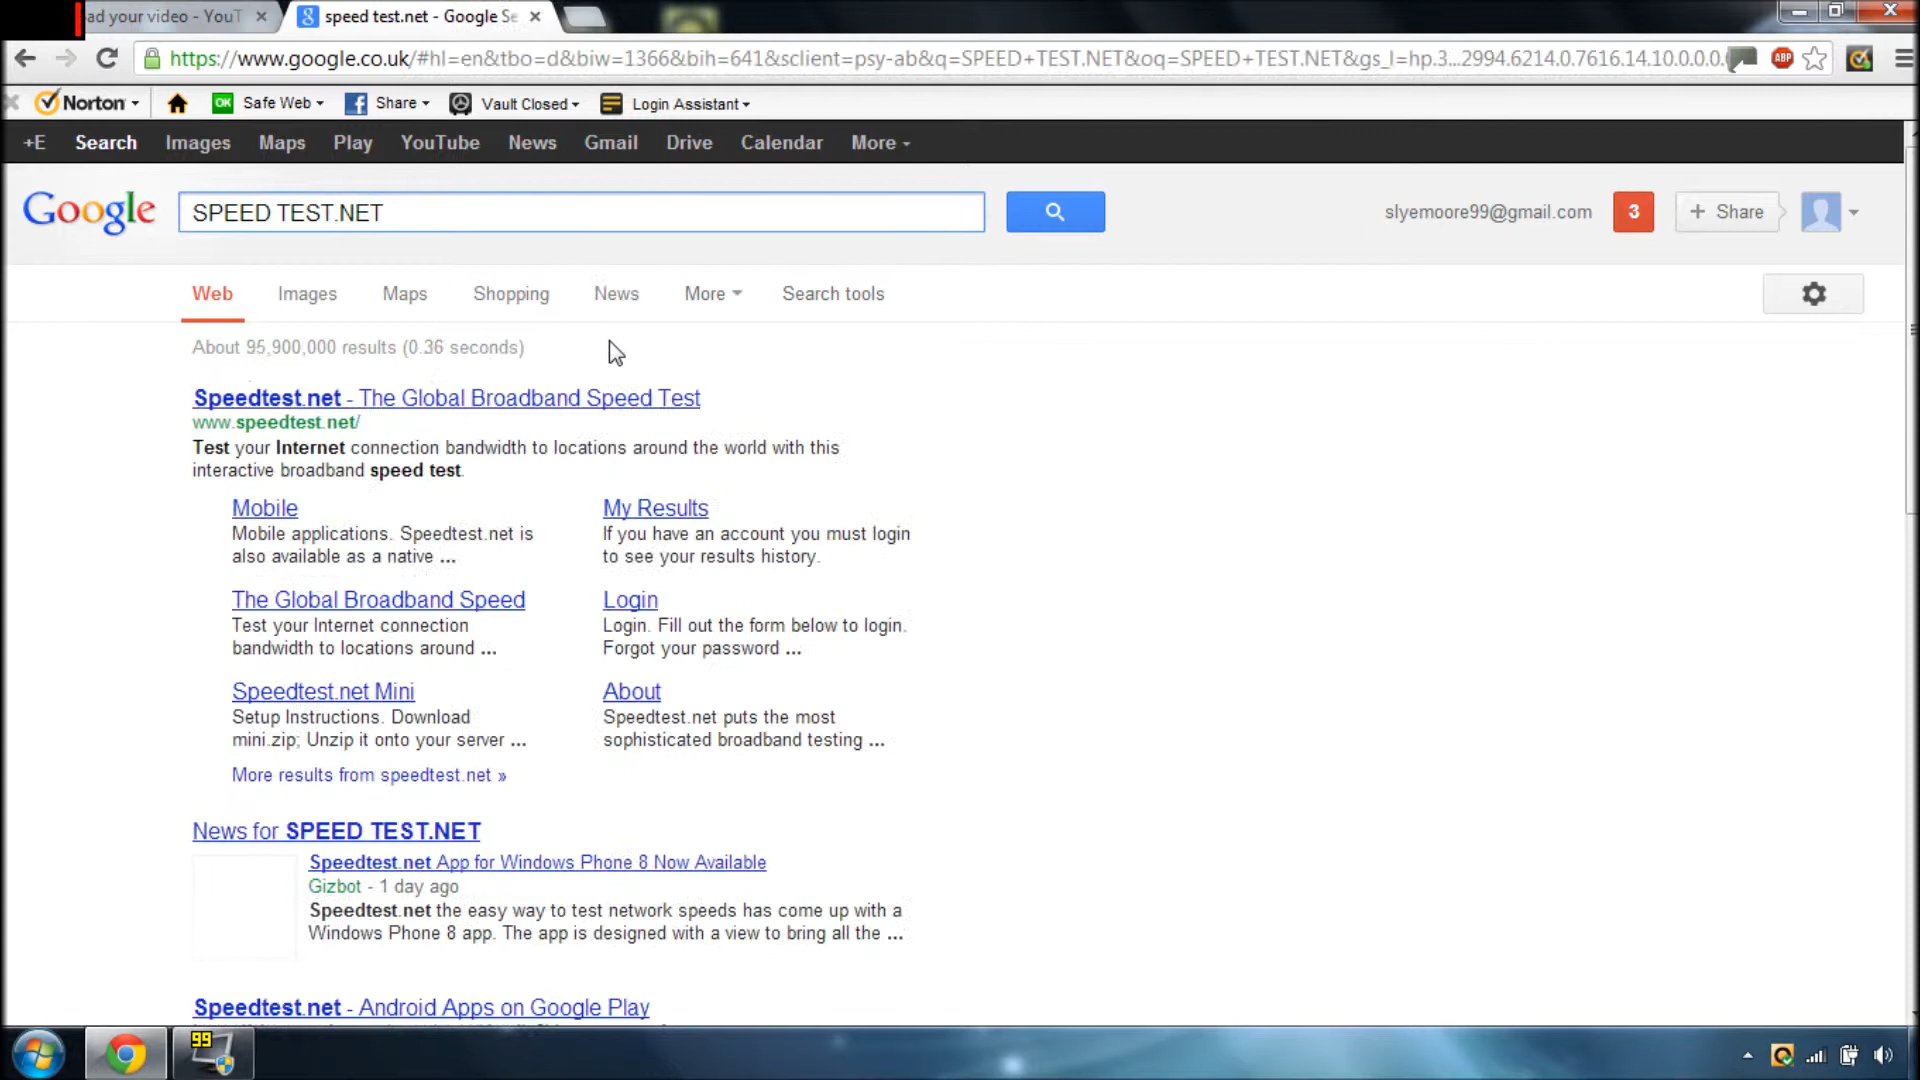 ad your video - YouT
speed test.net - Google Se
https://www.google.co.uk/#hl=en&tbo=d&biw=1366&bih=641&sclient=psy-ab&q=SPEED+TEST.NET&oq=SPEED+TEST.NET&gs_l=hp.3...2994.6214.0.7616.14.10.0.0.0.
ABP
Norton
OK Safe Web
Share
Vault Closed
Login Assistant
+E Search Images Maps Play YouTube News Gmail Drive Calendar More
Google
SPEED TEST.NET
slyemoore99@gmail.com
3
+ Share
Web Images Maps Shopping News More Search tools
About 95,900,000 results (0.36 seconds)
Speedtest.net - The Global Broadband Speed Test
www.speedtest.net/
Test your Internet connection bandwidth to locations around the world with this
interactive broadband speed test.
Mobile
Mobile applications. Speedtest.net is
also available as a native ...
My Results
If you have an account you must login
to see your results history.
The Global Broadband Speed
Test your Internet connection
bandwidth to locations around ...
Login
Login. Fill out the form below to login.
Forgot your password ...
Speedtest.net Mini
Setup Instructions. Download
mini.zip; Unzip it onto your server ...
About
Speedtest.net puts the most
sophisticated broadband testing ...
More results from speedtest.net »
News for SPEED TEST.NET
Speedtest.net App for Windows Phone 8 Now Available
Gizbot - 1 day ago
Speedtest.net the easy way to test network speeds has come up with a
Windows Phone 8 app. The app is designed with a view to bring all the ...
Speedtest.net - Android Apps on Google Play
99